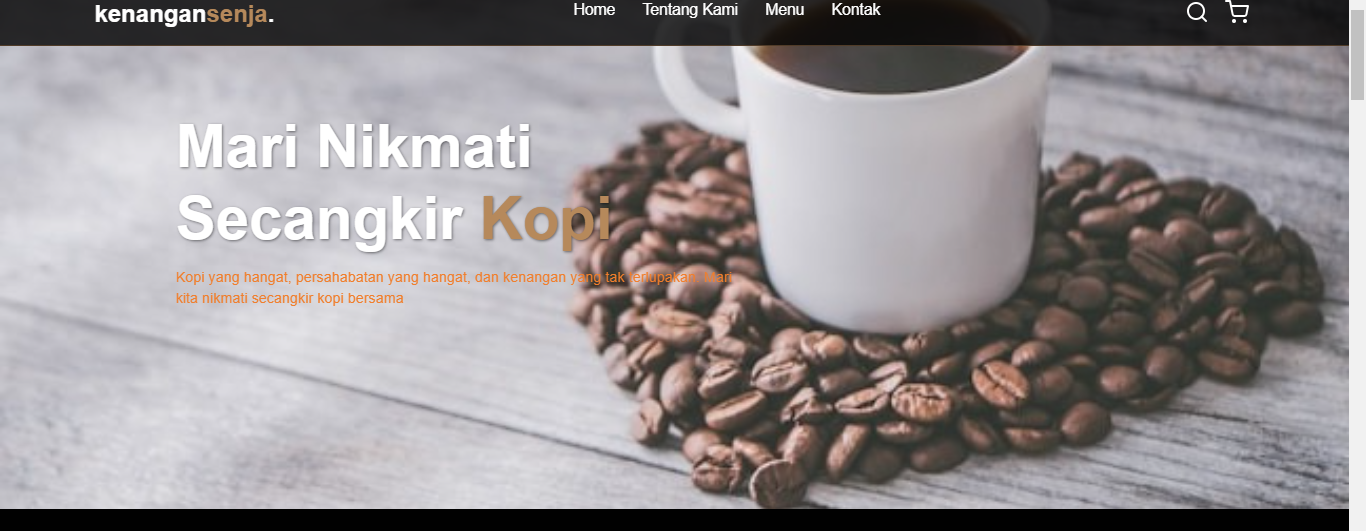 kenangansenja.
Home Tentang Kami Menu Kontak
Mari Nikmati
Secangkir Kopi
Kopi yang hangat, persahabatan yang hangat, dan kenangan yang tak terlupakan. Mari
kita nikmati secangkir kopi bersama